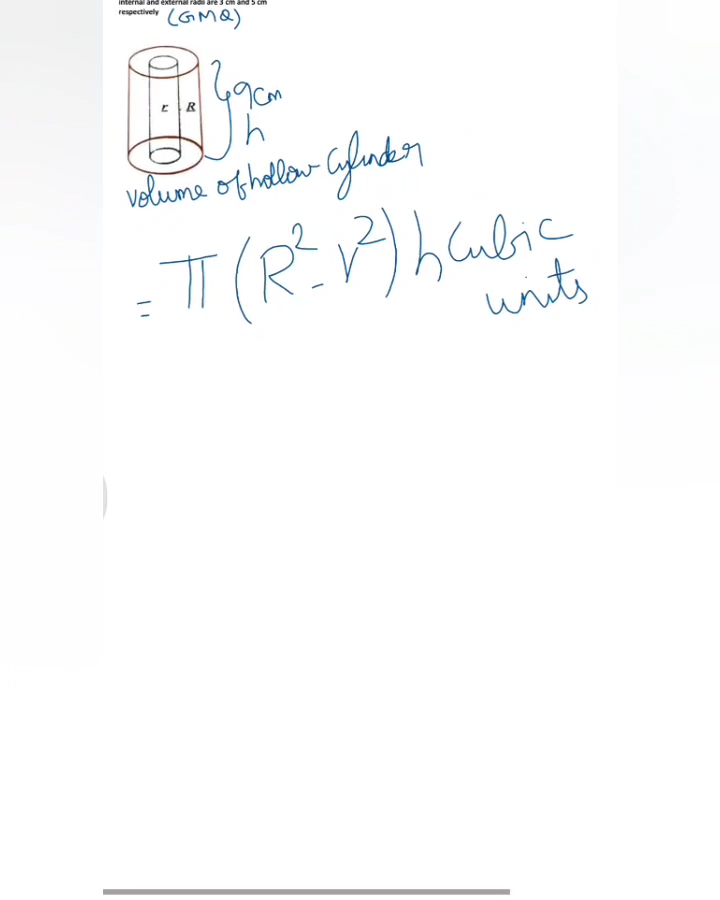 internal and external radii are 3 cm and 5 cm
respectively (GMQ)
9cm
r R
h
volume of hollow cylinder
= π (R² - r²) h cubic
units